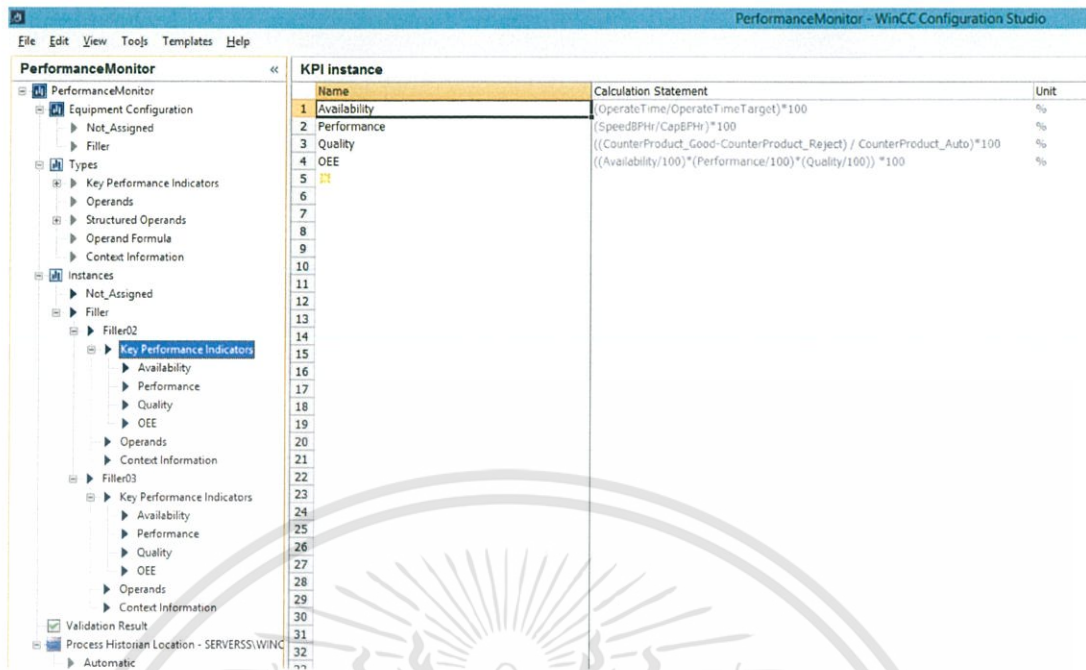 PerformanceMonitor - WinCC Configuration Studio
File Edit View Tools Templates Help
PerformanceMonitor «
PerformanceMonitor
Equipment Configuration
Not_Assigned
Filler
Types
Key Performance Indicators
Operands
Structured Operands
Operand Formula
Context Information
Instances
Not_Assigned
Filler
Filler02
Key Performance Indicators
Availability
Performance
Quality
OEE
Operands
Context Information
Filler03
Key Performance Indicators
Availability
Performance
Quality
OEE
Operands
Context Information
Validation Result
Process Historian Location - SERVERSS\WINC
Automatic
KPI instance
Name Calculation Statement Unit
1 Availability (OperateTime/OperateTimeTarget)*100 %
2 Performance (SpeedBPHr/CapBPHr)*100 %
3 Quality ((CounterProduct_Good-CounterProduct_Reject) / CounterProduct_Auto)*100 %
4 OEE ((Availability/100)*(Performance/100)*(Quality/100)) *100 %
5
6
7
8
9
10
11
12
13
14
15
16
17
18
19
20
21
22
23
24
25
26
27
28
29
30
31
32
33